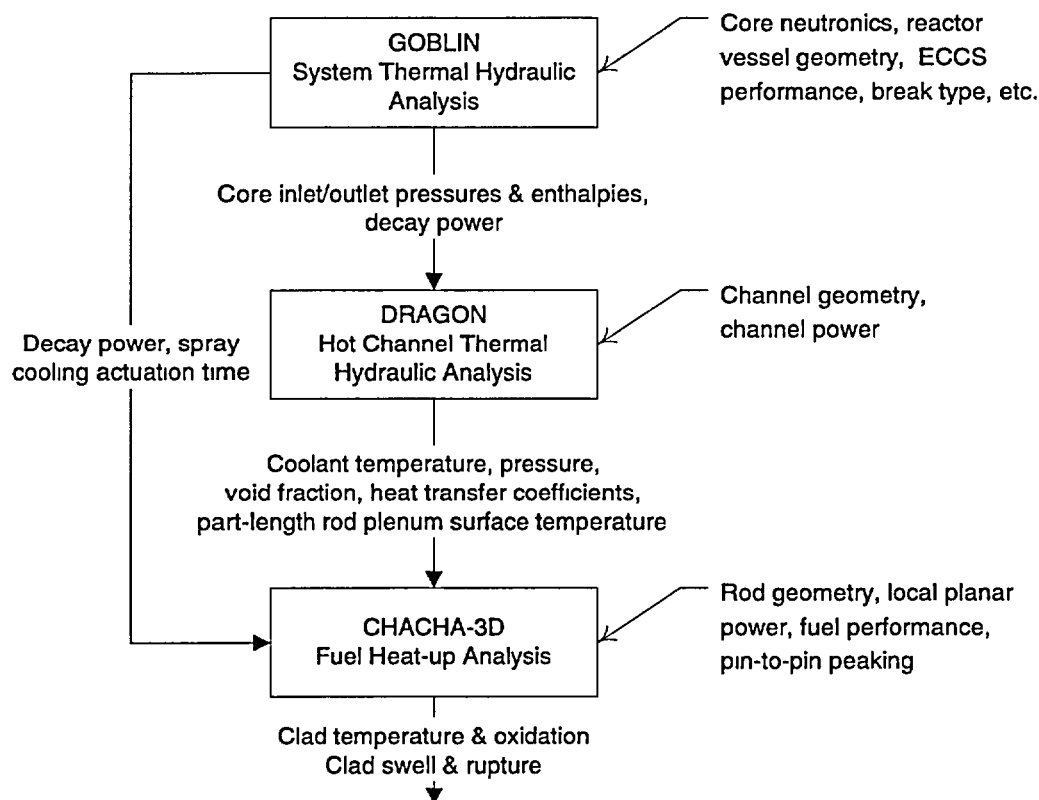 GOBLIN
System Thermal Hydraulic
Analysis
Core neutronics, reactor
vessel geometry, ECCS
performance, break type, etc.
Core inlet/outlet pressures & enthalpies,
decay power
DRAGON
Hot Channel Thermal
Hydraulic Analysis
Channel geometry,
channel power
Decay power, spray
cooling actuation time
Coolant temperature, pressure,
void fraction, heat transfer coefficients,
part-length rod plenum surface temperature
CHACHA-3D
Fuel Heat-up Analysis
Rod geometry, local planar
power, fuel performance,
pin-to-pin peaking
Clad temperature & oxidation
Clad swell & rupture